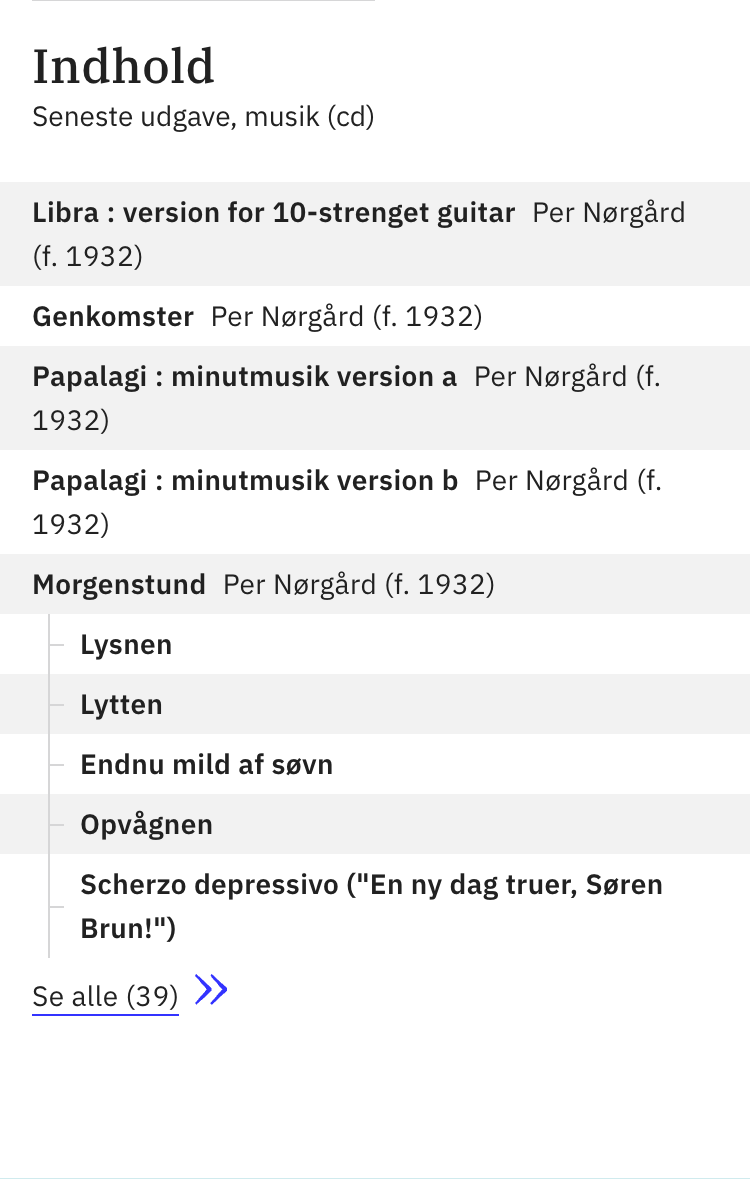 Indhold
Seneste udgave, musik (cd)
Libra : version for 10-strenget guitar Per Nørgård
(f. 1932)
Genkomster Per Nørgård (f. 1932)
Papalagi : minutmusik version a Per Nørgård (f.
1932)
Papalagi : minutmusik version b Per Nørgård (f.
1932)
Morgenstund Per Nørgård (f. 1932)
Lysnen
Lytten
Endnu mild af søvn
Opvågnen
Scherzo depressivo ("En ny dag truer, Søren
Brun!")
Se alle (39)